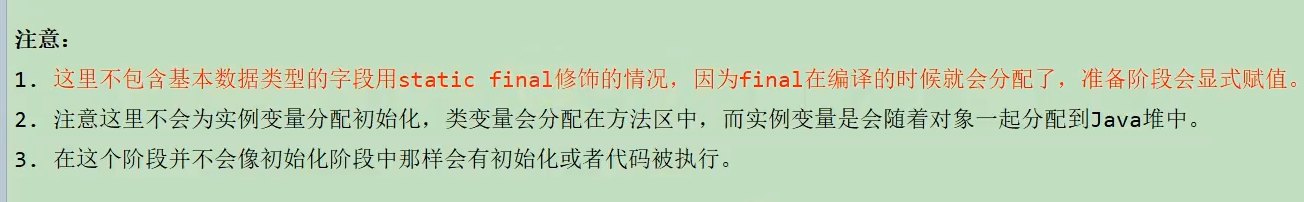 注意：
1. 这里不包含基本数据类型的字段用static final修饰的情况，因为final在编译的时候就会分配了，准备阶段会显式赋值。
2. 注意这里不会为实例变量分配初始化，类变量会分配在方法区中，而实例变量是会随着对象一起分配到Java堆中。
3. 在这个阶段并不会像初始化阶段中那样会有初始化或者代码被执行。